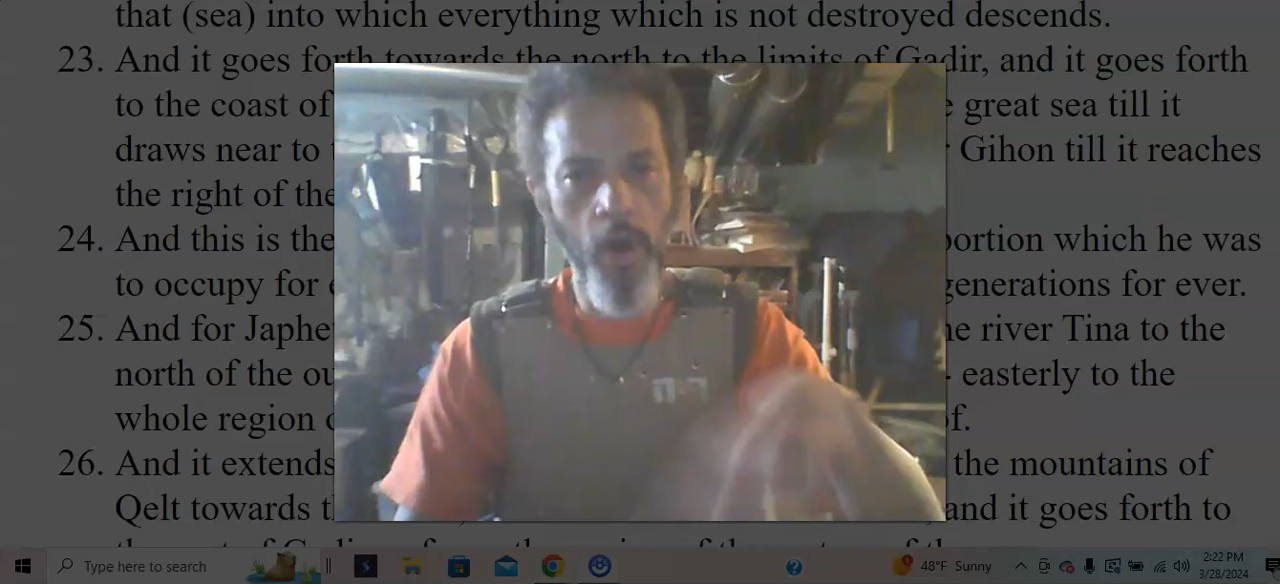 that (sea) into which everything which is not destroyed descends.
23. And it goes forth towards the north to the limits of Gadir, and it goes forth
to the coast of great sea till it
draws near to Gihon till it reaches
the right of the
24. And this is the portion which he was
to occupy for generations for ever.
25. And for river Tina to the
north of the easterly to the
whole region
26. And it extends the mountains of
Qelt towards and it goes forth to
Type here to search
48°F Sunny
2:22 PM
3/28/2024